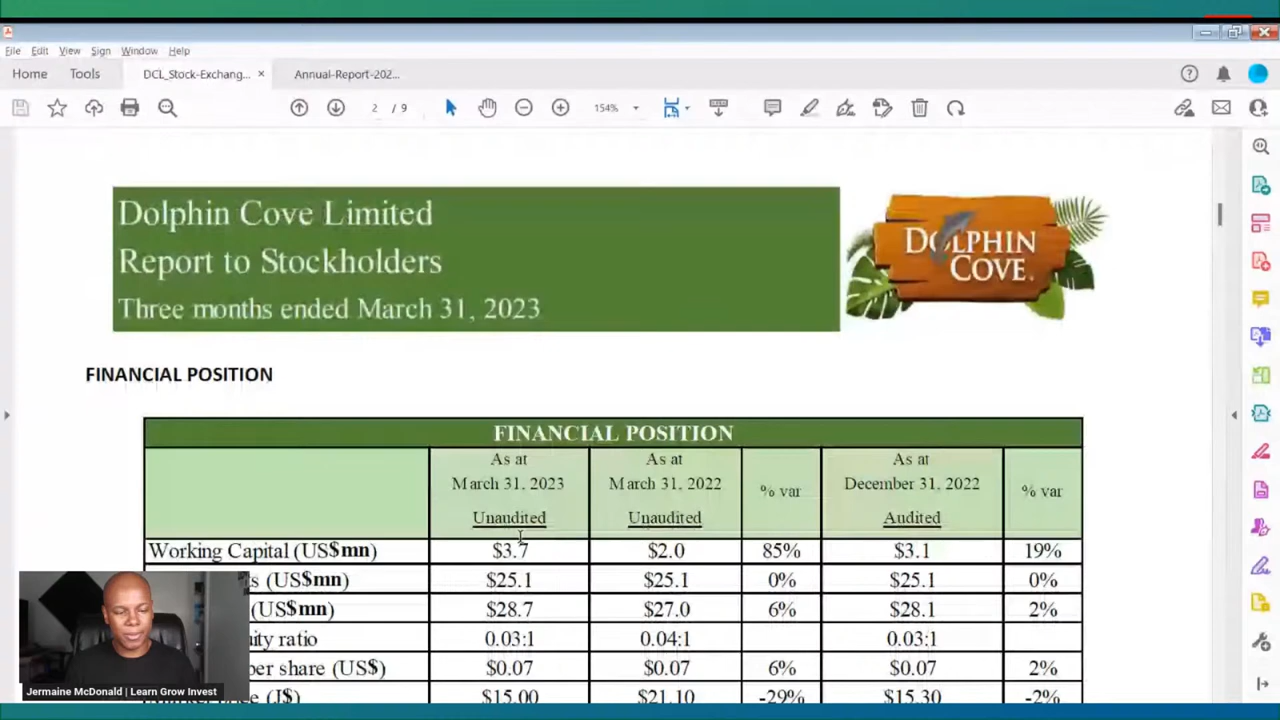 File Edit View Sign Window Help
Home Tools DCL_Stock-Exchang... × Annual-Report-202...
2 / 9 154%
Dolphin Cove Limited
Report to Stockholders
Three months ended March 31, 2023
DOLPHIN
COVE
FINANCIAL POSITION
FINANCIAL POSITION
As at March 31, 2023 Unaudited As at March 31, 2022 Unaudited % var As at December 31, 2022 Audited % var
Working Capital (US$mn) $3.7 $2.0 85% $3.1 19%
(US$mn) $25.1 $25.1 0% $25.1 0%
(US$mn) $28.7 $27.0 6% $28.1 2%
ratio 0.03:1 0.04:1 0.03:1
per share (US$) $0.07 $0.07 6% $0.07 2%
(J$) $15.00 $21.10 -29% $15.30 -2%
Jermaine McDonald | Learn Grow Invest